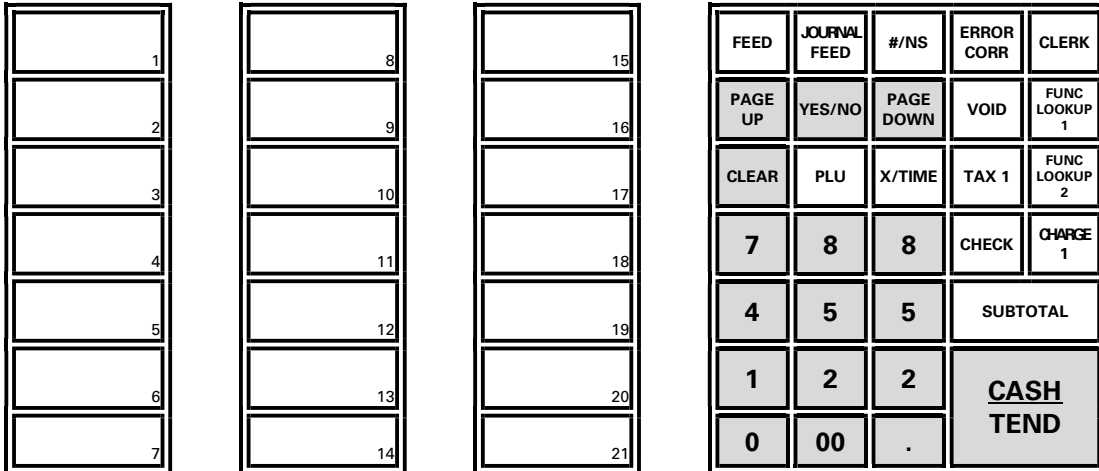 1
2
3
4
5
6
7
8
9
10
11
12
13
14
15
16
17
18
19
20
21
FEED
JOURNAL
FEED
#/NS
ERROR
CORR
CLERK
PAGE
UP
YES/NO
PAGE
DOWN
VOID
FUNC
LOOKUP
1
CLEAR
PLU
X/TIME
TAX 1
FUNC
LOOKUP
2
7
8
8
CHECK
CHARGE
1
4
5
5
SUBTOTAL
1
2
2
CASH
TEND
0
00
.